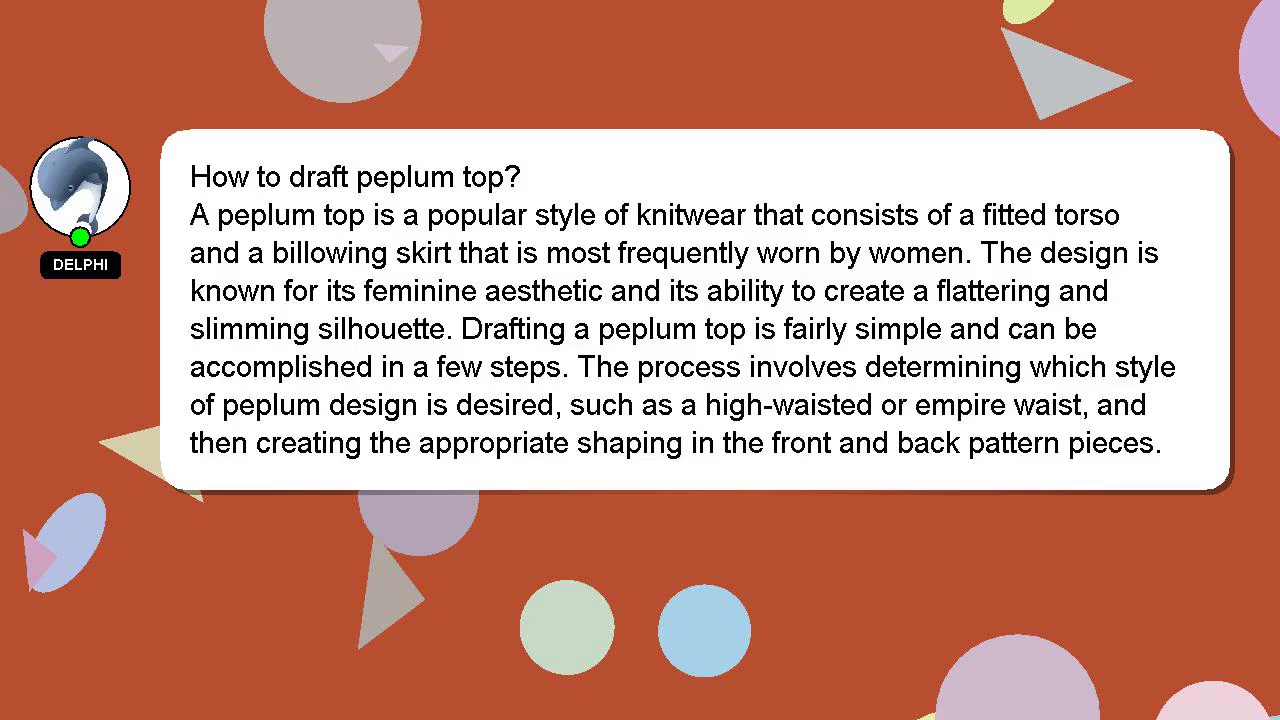 How to draft peplum top?
A peplum top is a popular style of knitwear that consists of a fitted torso
and a billowing skirt that is most frequently worn by women. The design is
known for its feminine aesthetic and its ability to create a flattering and
slimming silhouette. Drafting a peplum top is fairly simple and can be
accomplished in a few steps. The process involves determining which style
of peplum design is desired, such as a high-waisted or empire waist, and
then creating the appropriate shaping in the front and back pattern pieces.
DELPHI